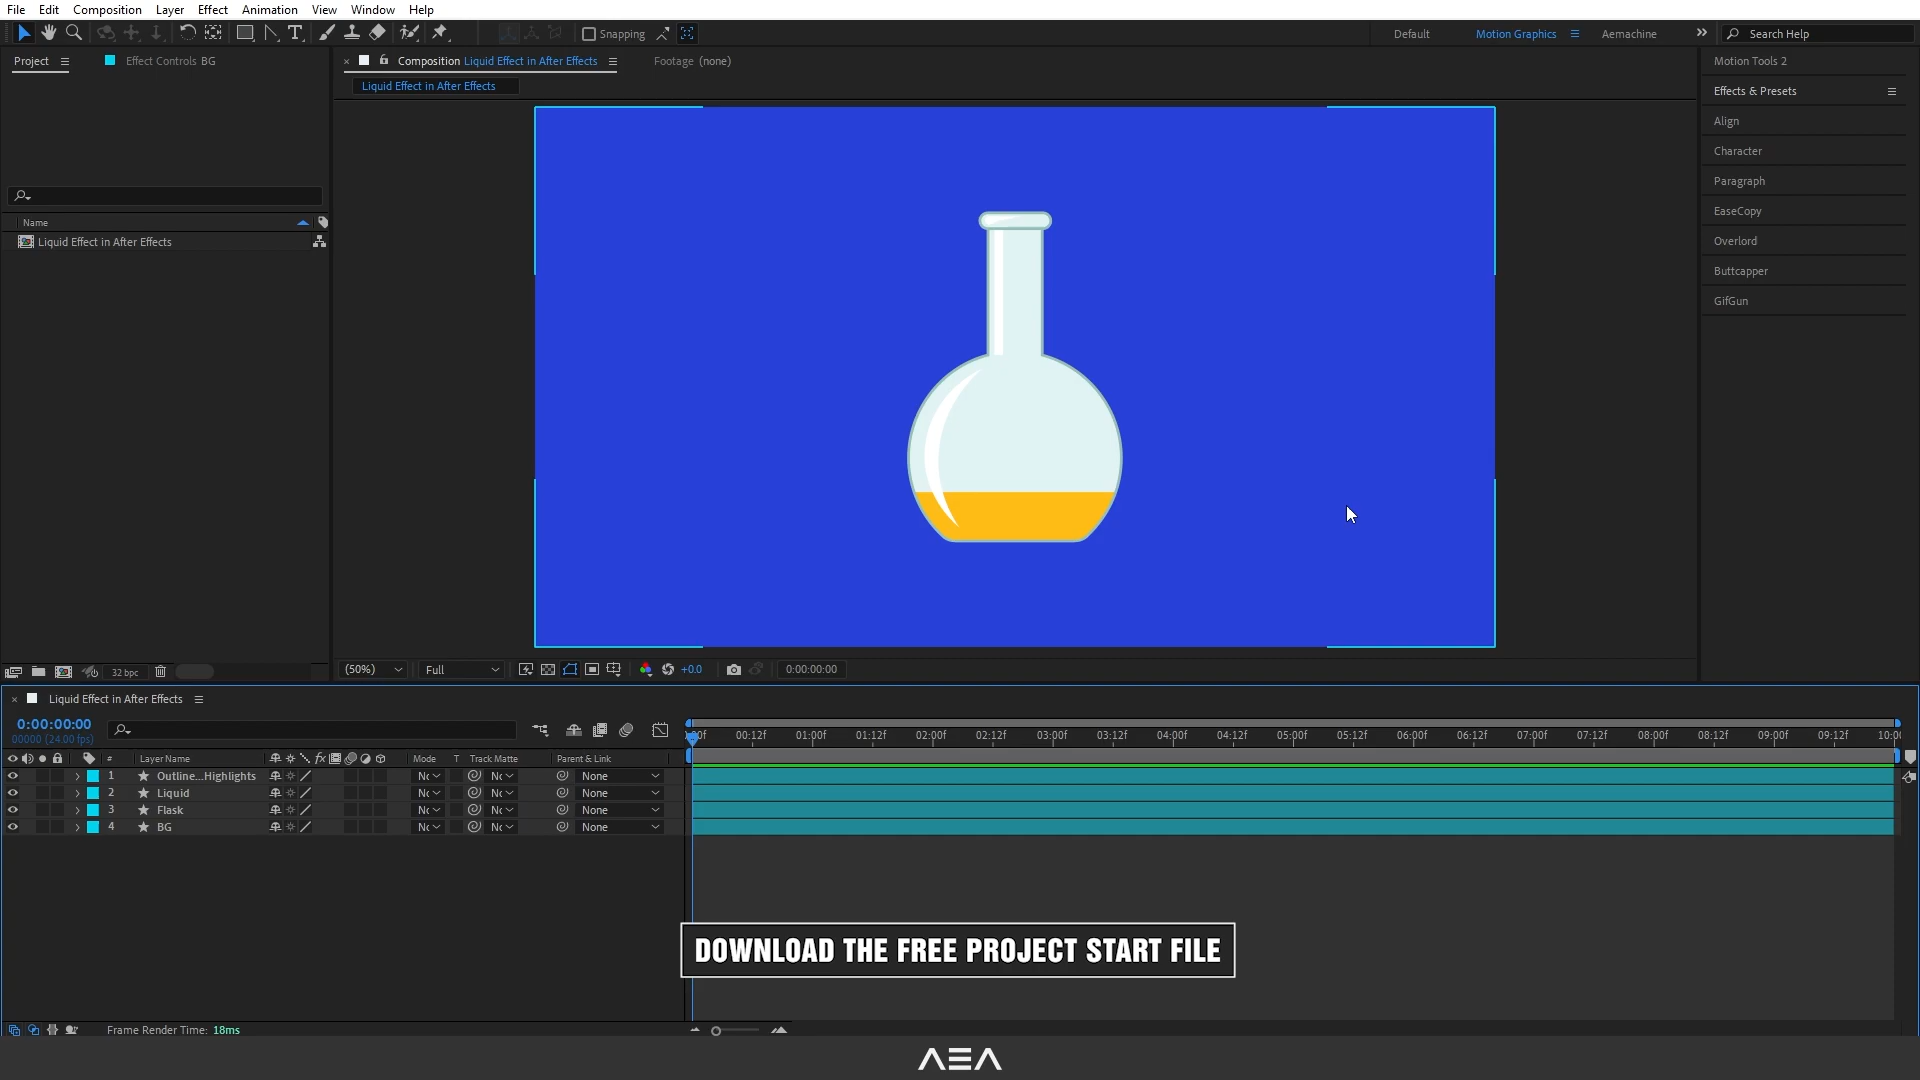 File Edit Composition Layer Effect Animation View Window Help
Snapping
Default Motion Graphics Aemachine Search Help
Project Effect Controls BG
Composition Liquid Effect in After Effects Footage (none)
Liquid Effect in After Effects
Name
Liquid Effect in After Effects
Motion Tools 2
Effects & Presets
Align
Character
Paragraph
EaseCopy
Overlord
Buttcapper
GifGun
32 bpc
(50%) Full +0.0 0:00:00:00
Liquid Effect in After Effects
0:00:00:00
00000 (24.00 fps)
00:12f 01:00f 01:12f 02:00f 02:12f 03:00f 03:12f 04:00f 04:12f 05:00f 05:12f 06:00f 06:12f 07:00f 07:12f 08:00f 08:12f 09:00f 09:12f 10:0
# Layer Name fx Mode T Track Matte Parent & Link
1 Outline...Highlights None
2 Liquid None
3 Flask None
4 BG None
DOWNLOAD THE FREE PROJECT START FILE
Frame Render Time: 18ms